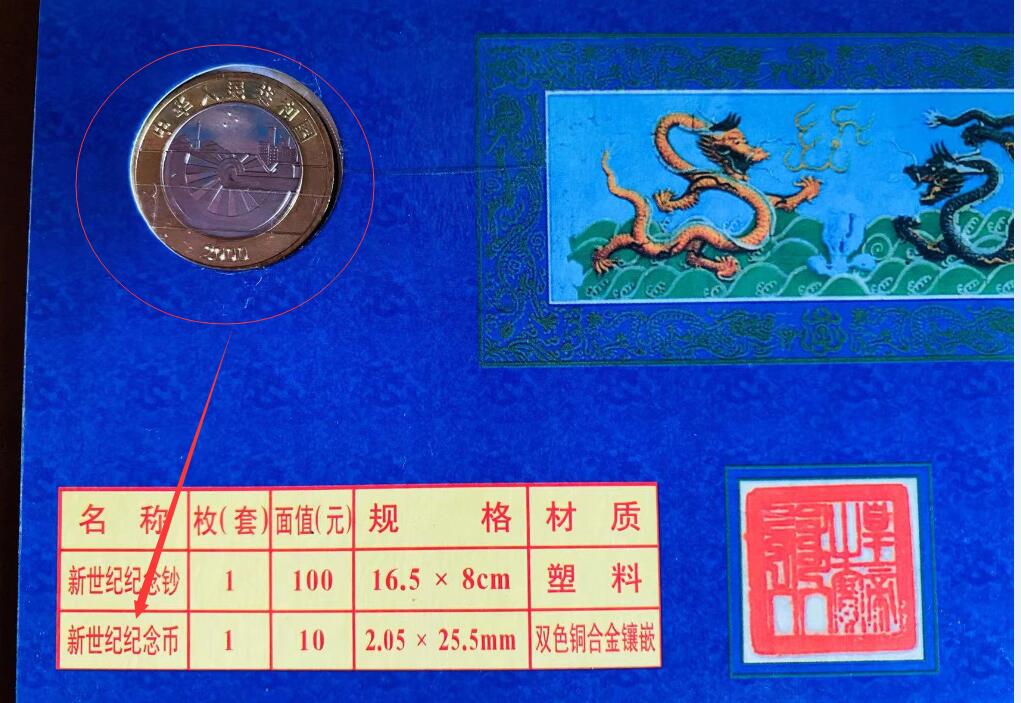 中华人民共和国
2000
名 称 枚(套) 面值(元) 规 格 材 质
新世纪纪念钞 1 100 16.5 × 8cm 塑 料
新世纪纪念币 1 10 2.05 × 25.5mm 双色铜合金镶嵌